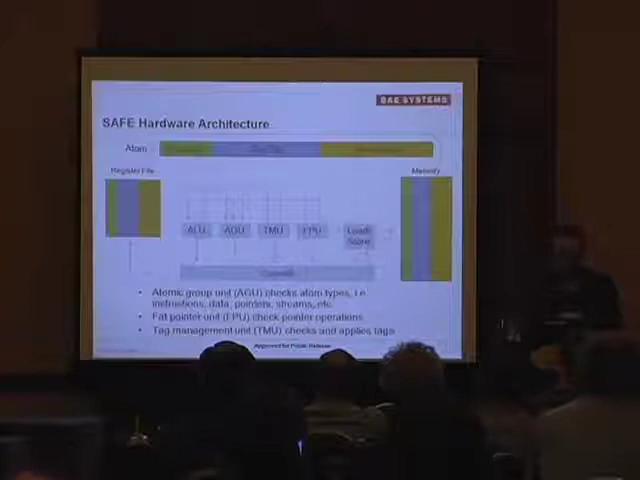 BAE SYSTEMS
SAFE Hardware Architecture
Atom
Register File
Memory
ALU AGU TMU FPU Load/
Store
• Atomic group unit (AGU) checks atom types, i.e.
instructions, data, pointers, streams, etc.
• Fat pointer unit (FPU) check pointer operations
• Tag management unit (TMU) checks and applies tags
Approved for Public Release